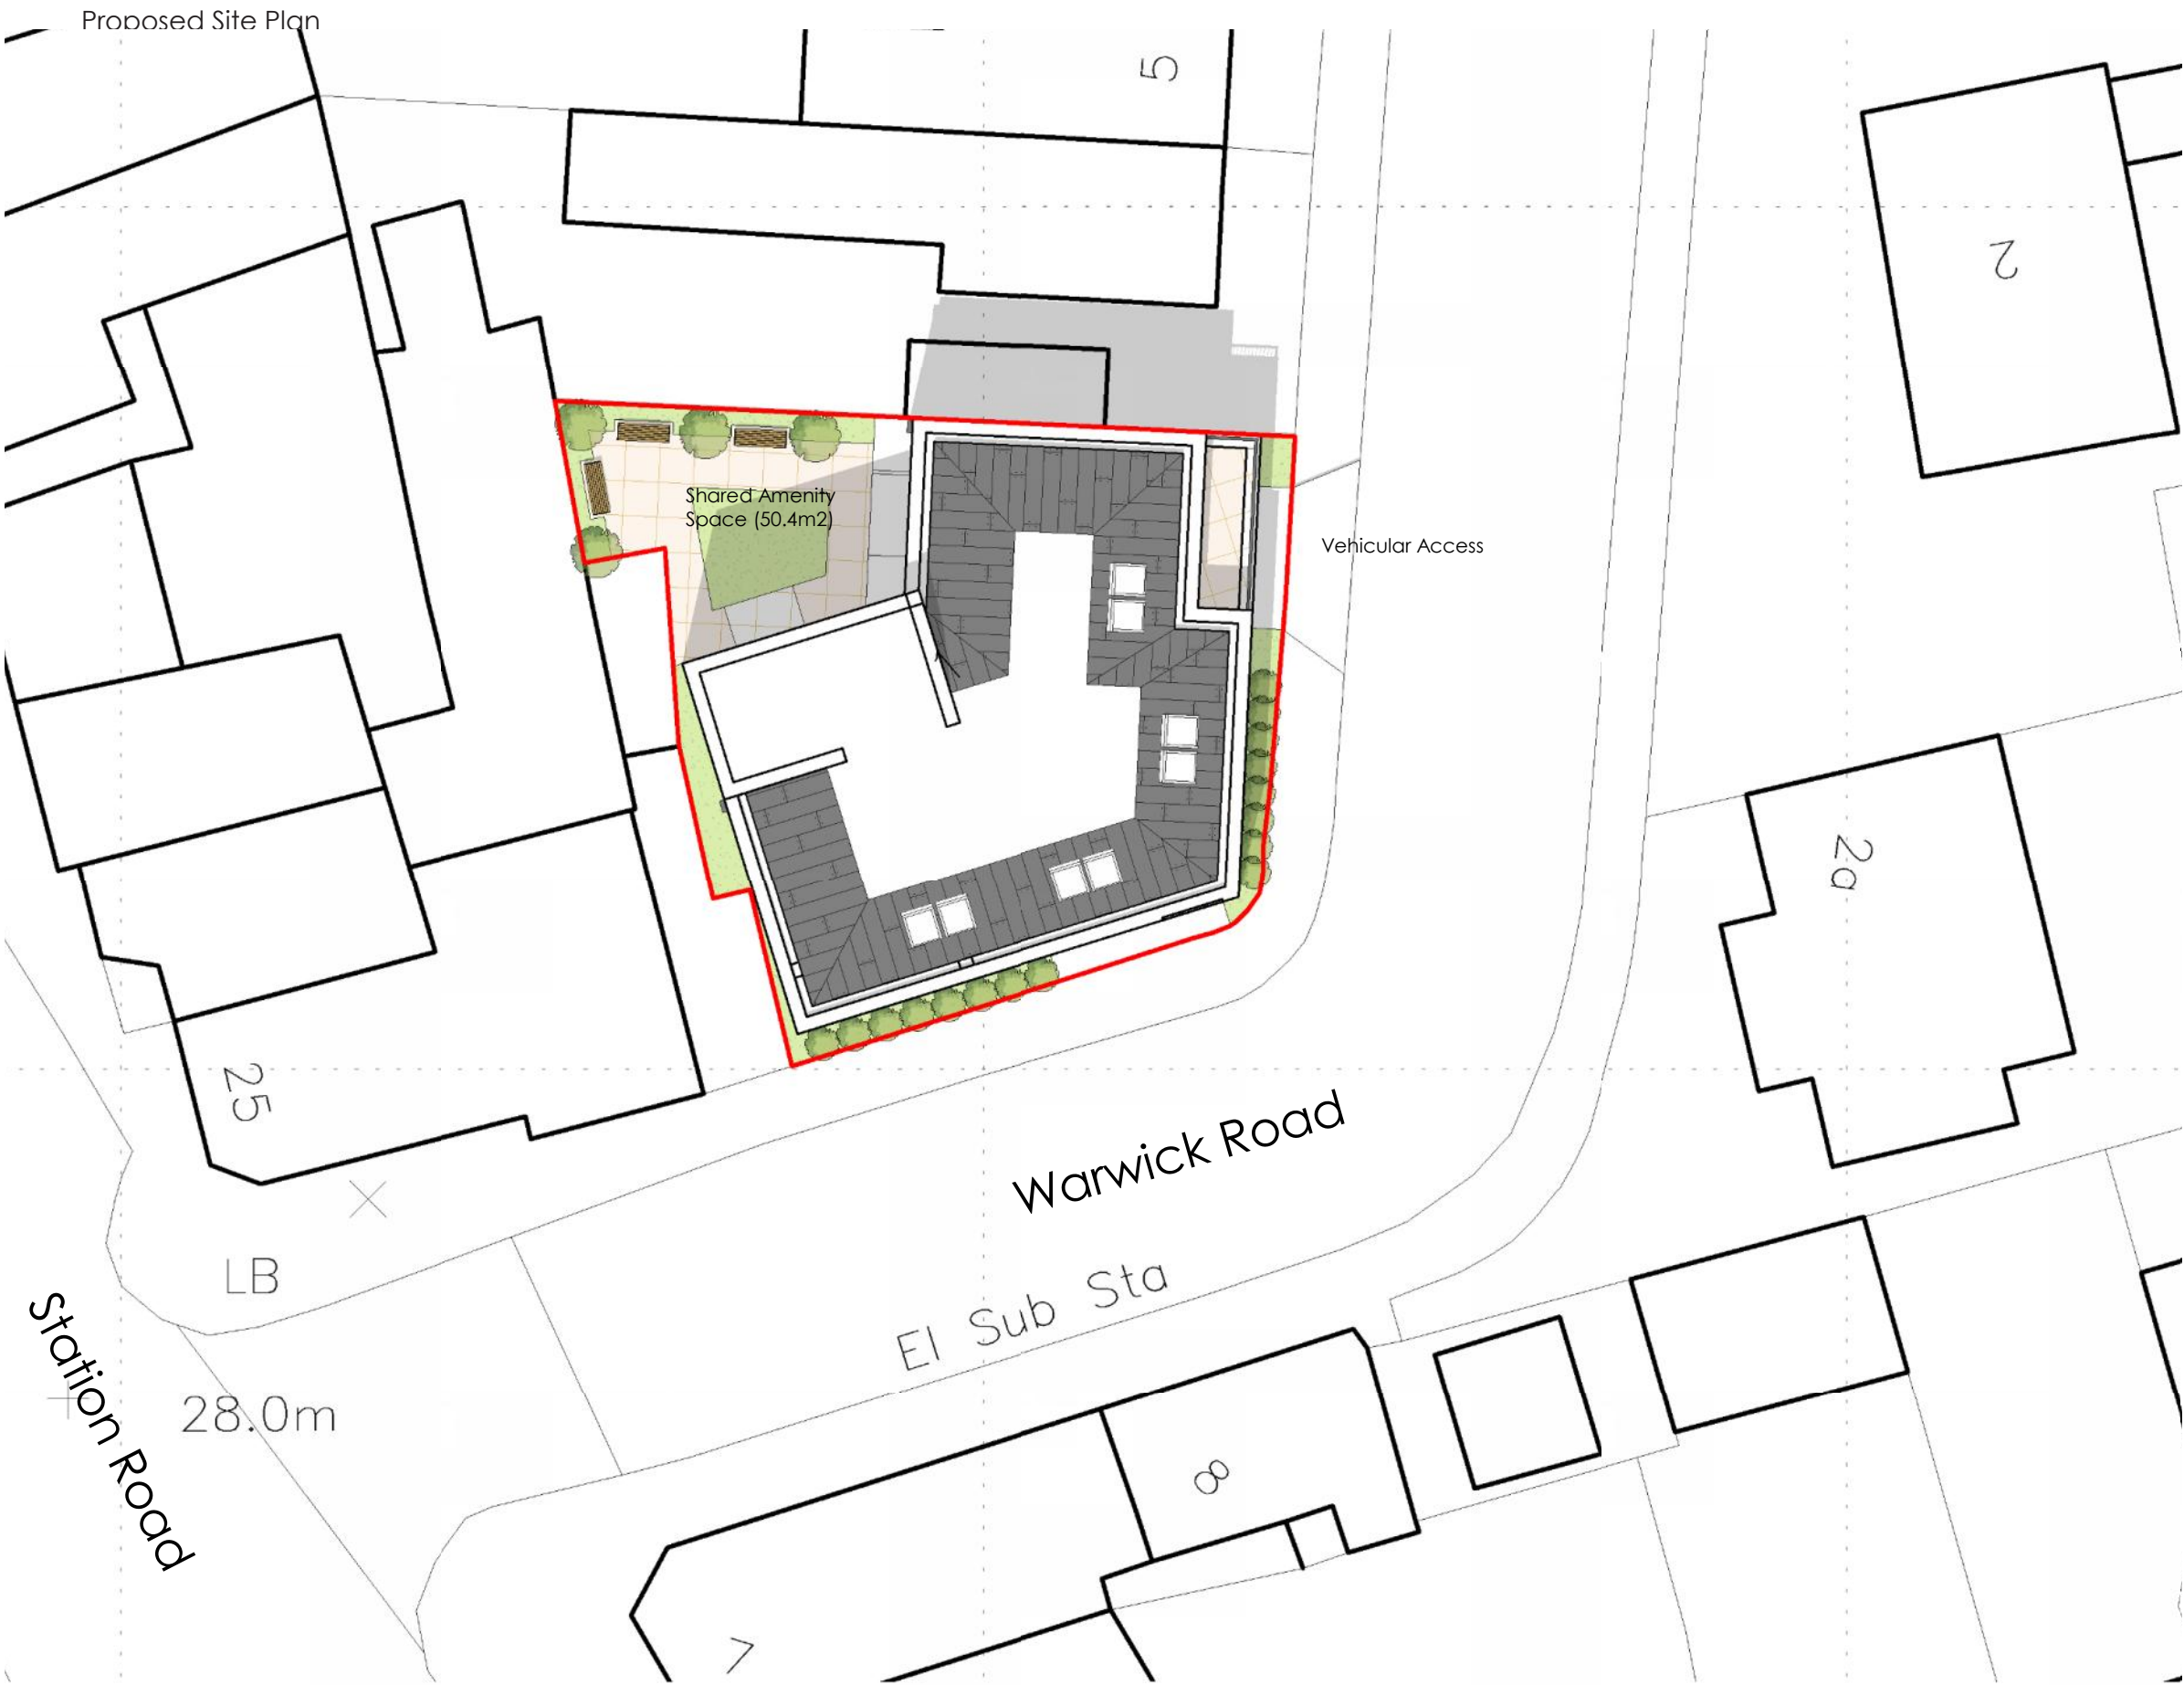 Proposed Site Plan
5
2
Shared Amenity
Space (50.4m2)
Vehicular Access
2a
25
Warwick Road
LB
El Sub Sta
Station Road
28.0m
8